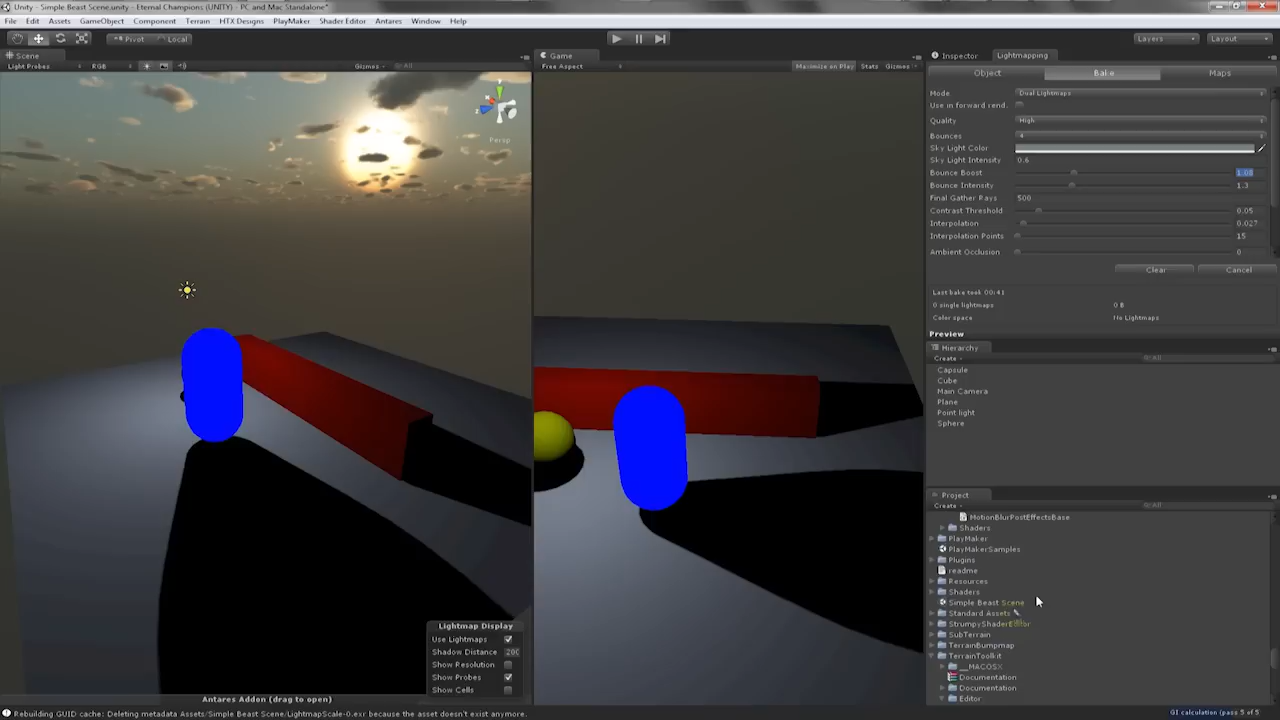 Unity - Simple Beast Scene.unity - Eternal Champions (UNITY) - PC and Mac Standalone*
File Edit Assets GameObject Component Terrain HTX Designs PlayMaker Shader Editor Antares Window Help
Pivot Local Layers Layout
Scene
Light Probes RGB Gizmos All
Persp
Game
Free Aspect Maximize on Play Stats Gizmos
Inspector Lightmapping
Object Bake Maps
Mode Dual Lightmaps
Use in forward rend.
Quality High
Bounces 4
Sky Light Color
Sky Light Intensity 0.6
Bounce Boost 1.08
Bounce Intensity 1.3
Final Gather Rays 500
Contrast Threshold 0.05
Interpolation 0.027
Interpolation Points 15
Ambient Occlusion 0
Clear Cancel
Last bake took 00:41
0 single lightmaps 0 B
Color space No Lightmaps
Preview
Hierarchy
Create All
Capsule
Cube
Main Camera
Plane
Point light
Sphere
Project
Create All
MotionBlurPostEffectsBase
Shaders
PlayMaker
PlayMakerSamples
Plugins
readme
Resources
Shaders
Simple Beast Scene
Standard Assets
StrumpyShaderEditor
SubTerrain
TerrainBumpmap
TerrainToolkit
__MACOSX
Documentation
Documentation
Editor
Lightmap Display
Use Lightmaps
Shadow Distance 200
Show Resolution
Show Probes
Show Cells
Antares Addon (drag to open)
Rebuilding GUID cache: Deleting metadata Assets/Simple Beast Scene/LightmapScale-0.exr because the asset doesn't exist anymore.
GI calculation (pass 5 of 5)